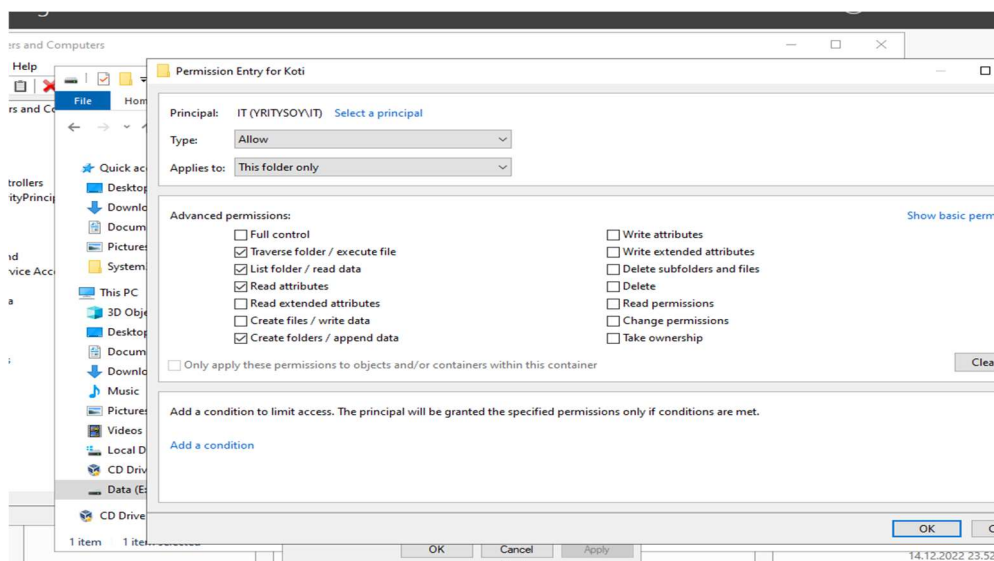 ers and Computers
Help
rs and Co
File
Hom
Quick ac
Desktop
Downlo
Docum
Pictures
System
This PC
3D Obje
Desktop
Docum
Downlo
Music
Pictures
Videos
Local D
CD Driv
Data (E:
CD Drive
1 item
trollers
ityPrincip
nd
vice Acco
a
s
Permission Entry for Koti
Principal: IT (YRITYSOY\IT) Select a principal
Type: Allow
Applies to: This folder only
Advanced permissions: Show basic perm
Full control
Traverse folder / execute file
List folder / read data
Read attributes
Read extended attributes
Create files / write data
Create folders / append data
Write attributes
Write extended attributes
Delete subfolders and files
Delete
Read permissions
Change permissions
Take ownership
Only apply these permissions to objects and/or containers within this container
Clea
Add a condition to limit access. The principal will be granted the specified permissions only if conditions are met.
Add a condition
OK C
OK Cancel Apply
14.12.2022 23.52